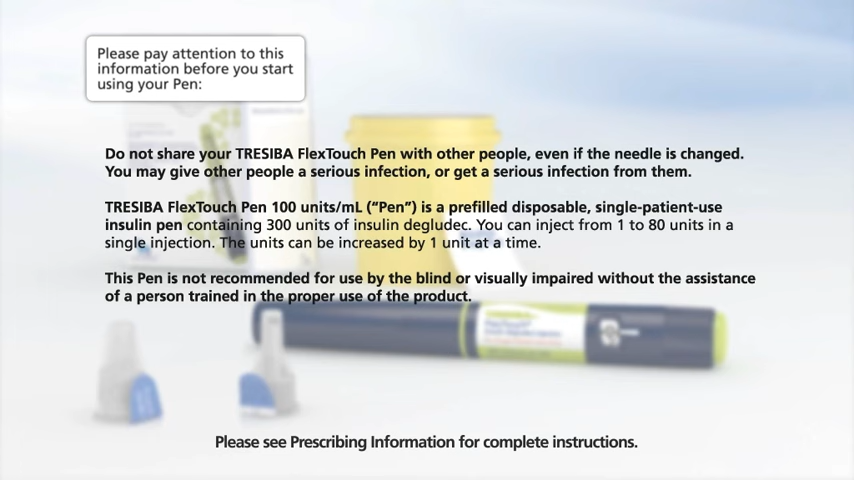 Please pay attention to this
information before you start
using your Pen:
Do not share your TRESIBA FlexTouch Pen with other people, even if the needle is changed.
You may give other people a serious infection, or get a serious infection from them.
TRESIBA FlexTouch Pen 100 units/mL (“Pen”) is a prefilled disposable, single-patient-use
insulin pen containing 300 units of insulin degludec. You can inject from 1 to 80 units in a
single injection. The units can be increased by 1 unit at a time.
This Pen is not recommended for use by the blind or visually impaired without the assistance
of a person trained in the proper use of the product.
Please see Prescribing Information for complete instructions.